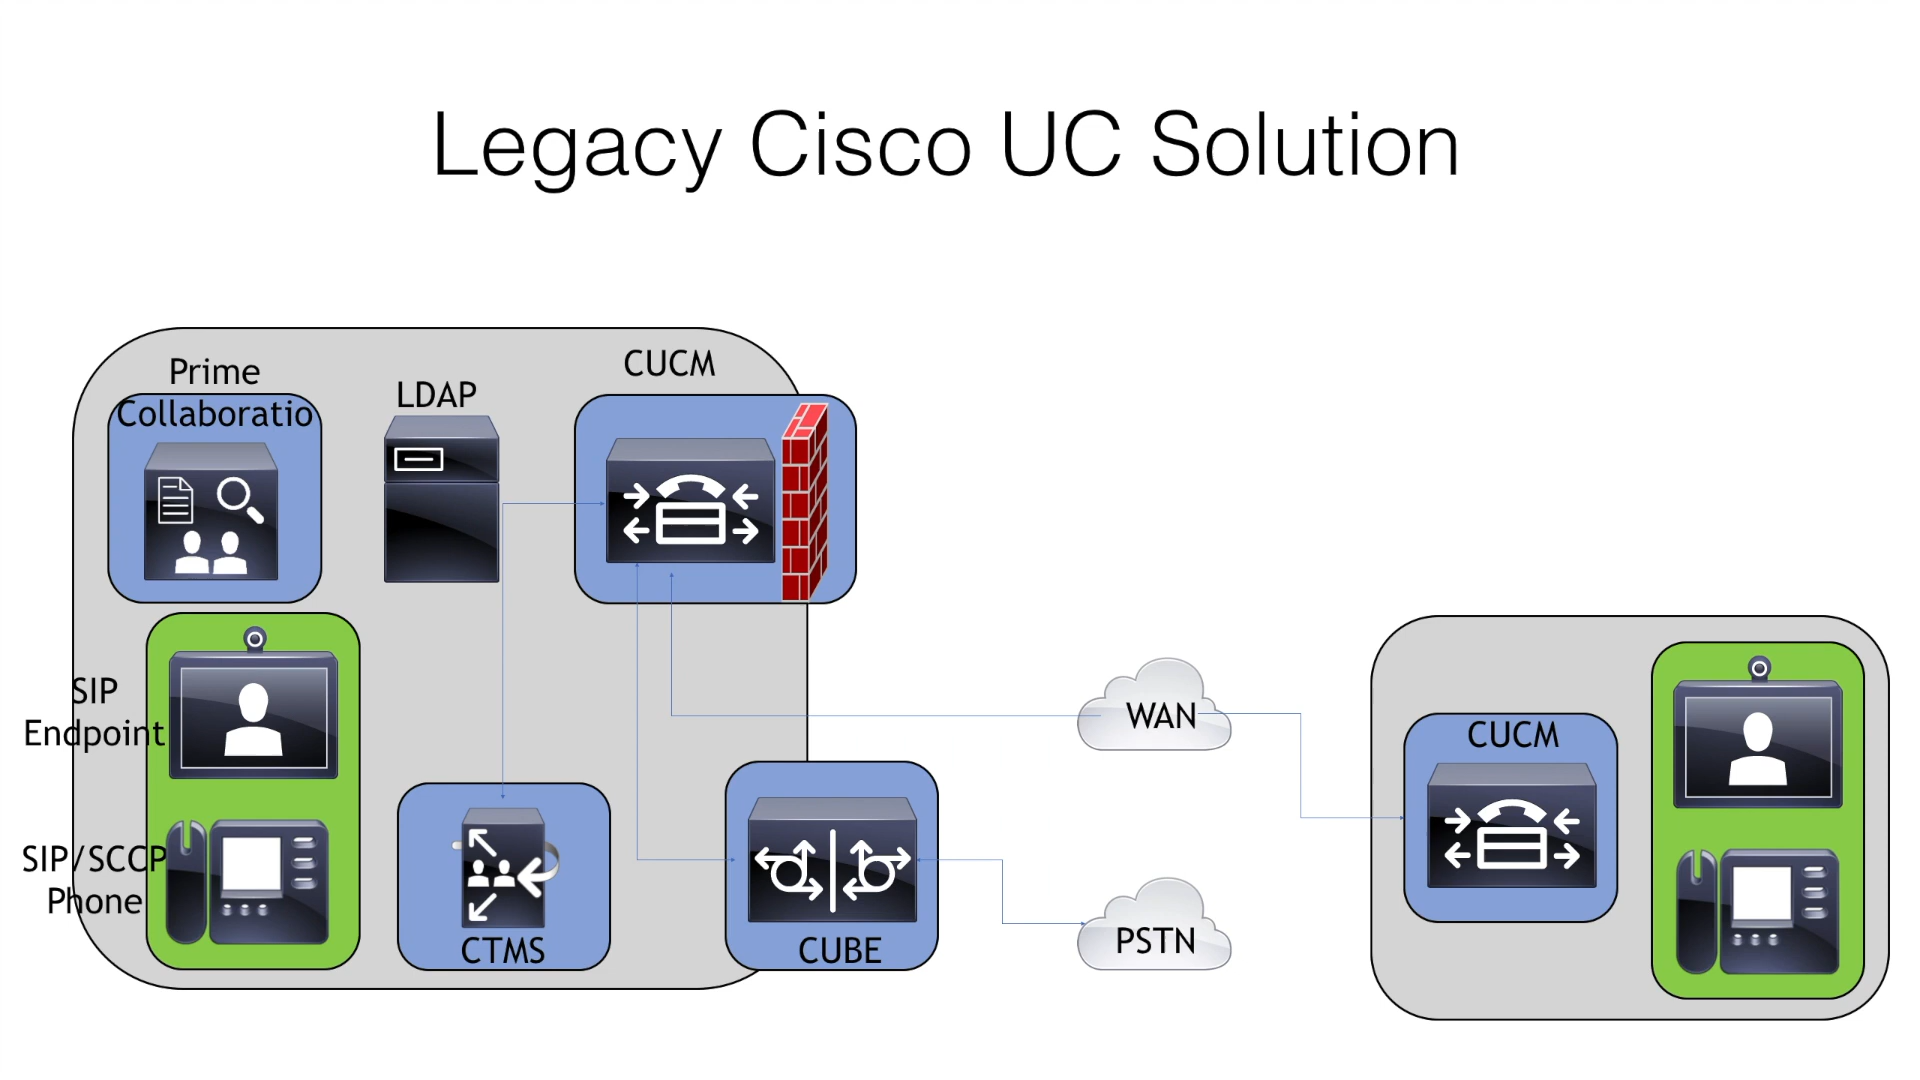 Legacy Cisco UC Solution
Prime
Collaboratio
LDAP
CUCM
SIP
Endpoint
SIP/SCCP
Phone
CTMS
CUBE
WAN
PSTN
CUCM